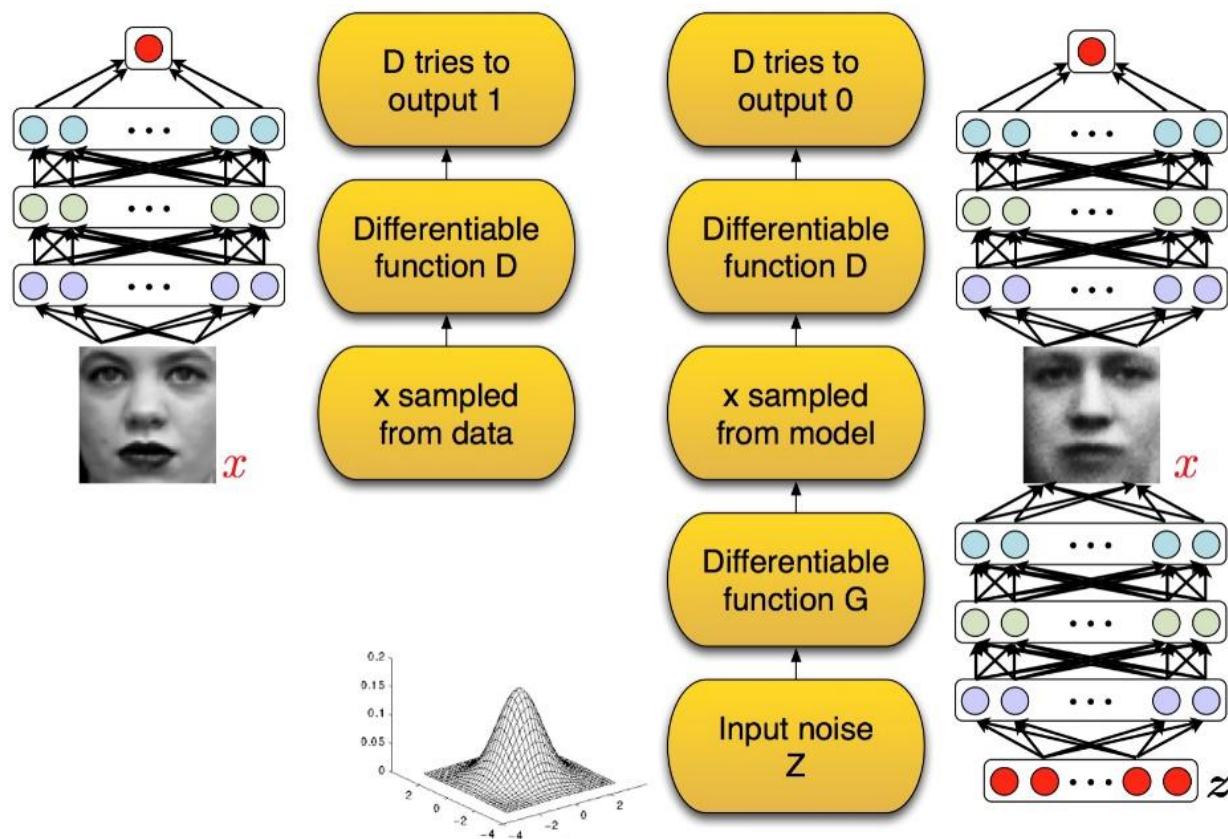 D tries to
output 1
D tries to
output 0
Differentiable
function D
Differentiable
function D
x sampled
from data
x sampled
from model
x
x
Differentiable
function G
Input noise
Z
z
0.2
0.15
0.1
0.05
0
2
0
-2
-4
-4
-2
0
2